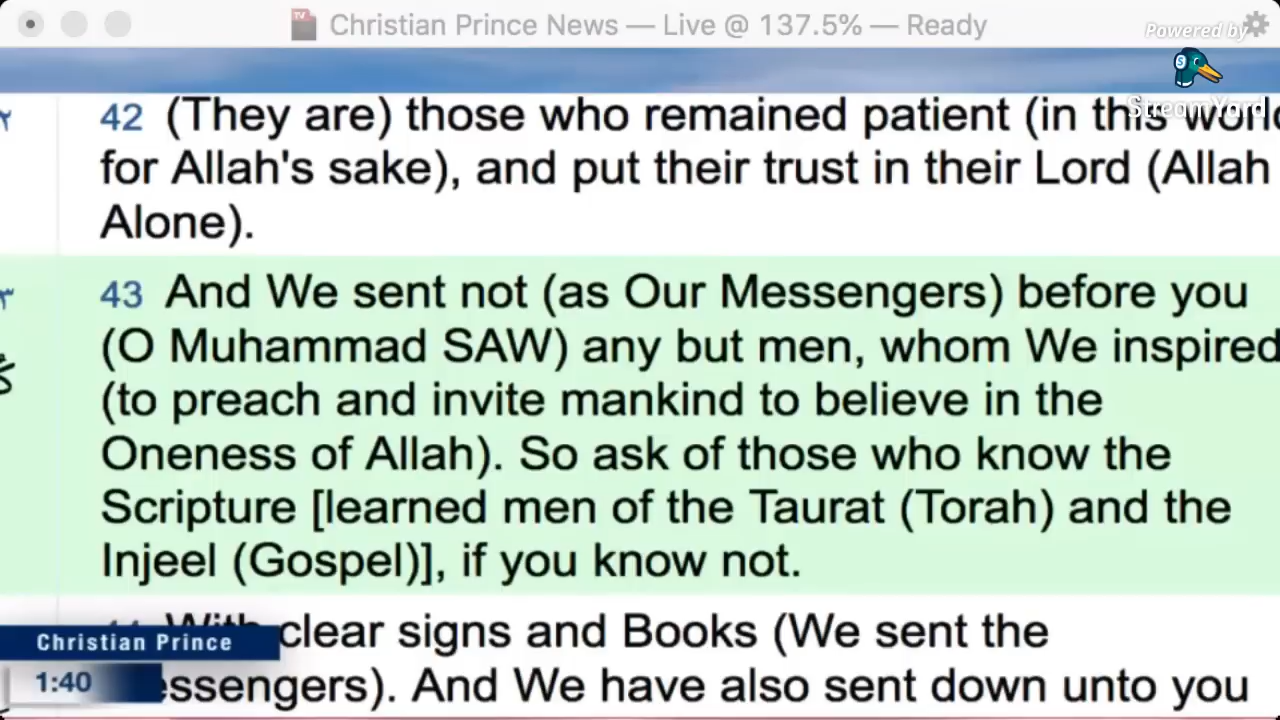 Christian Prince News — Live @ 137.5% — Ready
Powered by
StreamYard
42 (They are) those who remained patient (in this
for Allah's sake), and put their trust in their Lord (Allah
Alone).
43 And We sent not (as Our Messengers) before you
(O Muhammad SAW) any but men, whom We inspired
(to preach and invite mankind to believe in the
Oneness of Allah). So ask of those who know the
Scripture [learned men of the Taurat (Torah) and the
Injeel (Gospel)], if you know not.
44 With clear signs and Books (We sent the
essengers). And We have also sent down unto you
Christian Prince
1:40